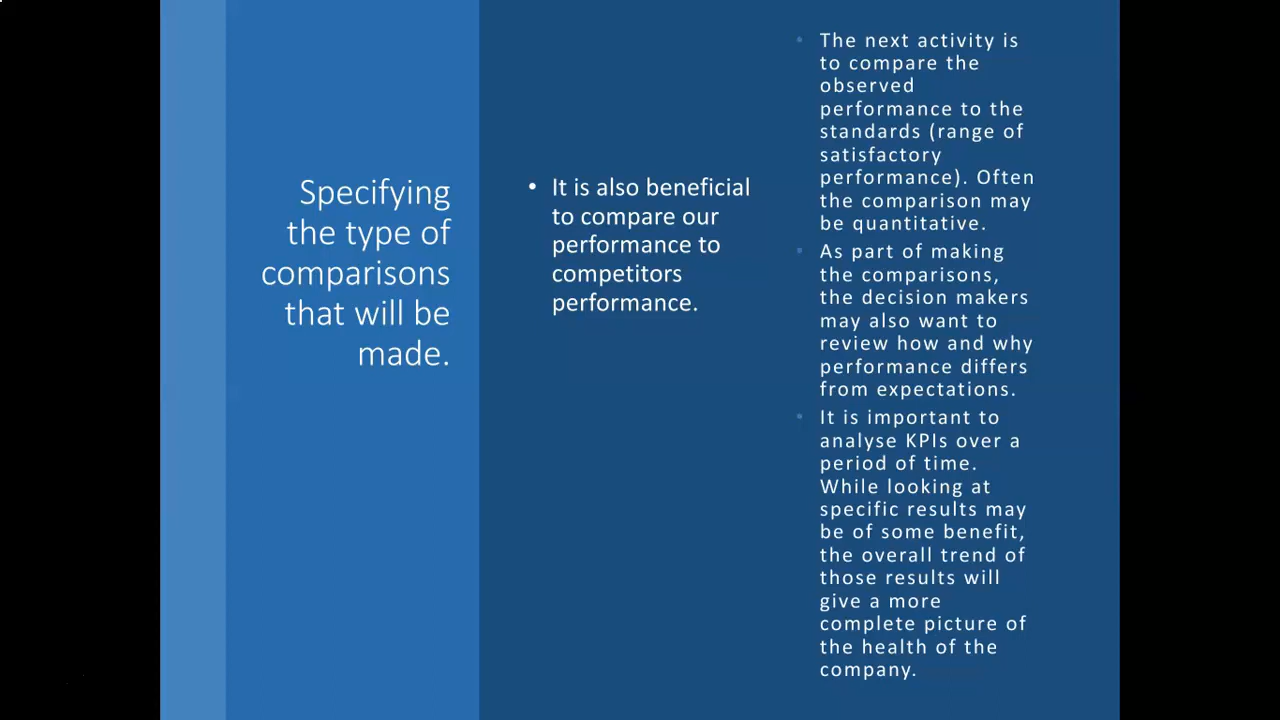 Specifying
the type of
comparisons
that will be
made.
• It is also beneficial
to compare our
performance to
competitors
performance.
• The next activity is
to compare the
observed
performance to the
standards (range of
satisfactory
performance). Often
the comparison may
be quantitative.
• As part of making
the comparisons,
the decision makers
may also want to
review how and why
performance differs
from expectations.
• It is important to
analyse KPIs over a
period of time.
While looking at
specific results may
be of some benefit,
the overall trend of
those results will
give a more
complete picture of
the health of the
company.